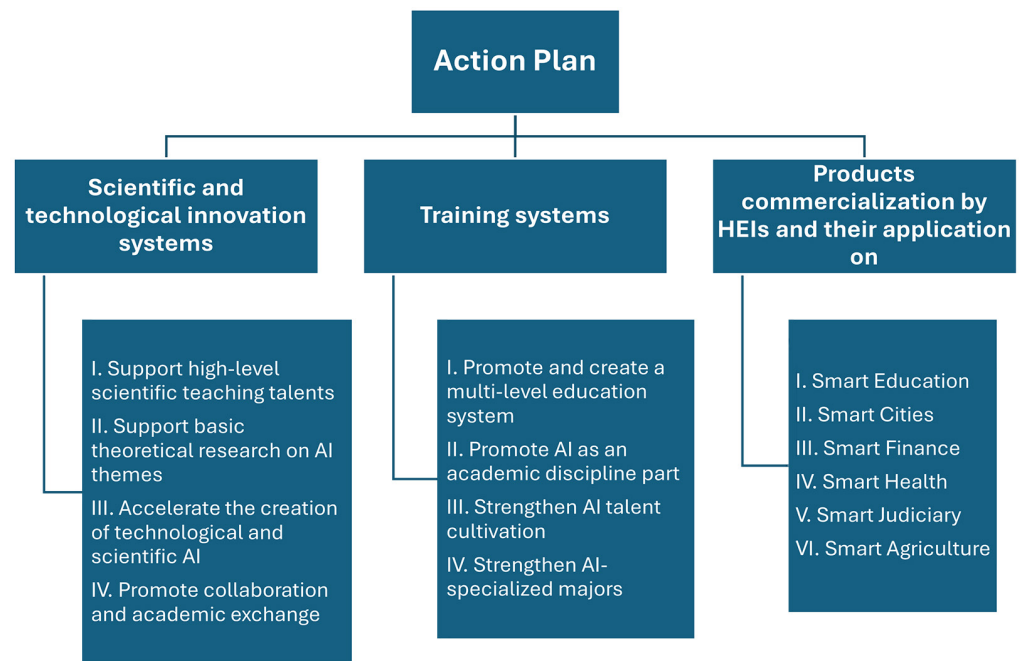 Action Plan
Scientific and
technological innovation
systems
I. Support high-level
scientific teaching talents
II. Support basic
theoretical research on AI
themes
III. Accelerate the creation
of technological and
scientific AI
IV. Promote collaboration
and academic exchange
Training systems
I. Promote and create a
multi-level education
system
II. Promote AI as an
academic discipline part
III. Strengthen AI talent
cultivation
IV. Strengthen AI-
specialized majors
Products
commercialization by
HEIs and their application
on
I. Smart Education
II. Smart Cities
III. Smart Finance
IV. Smart Health
V. Smart Judiciary
VI. Smart Agriculture